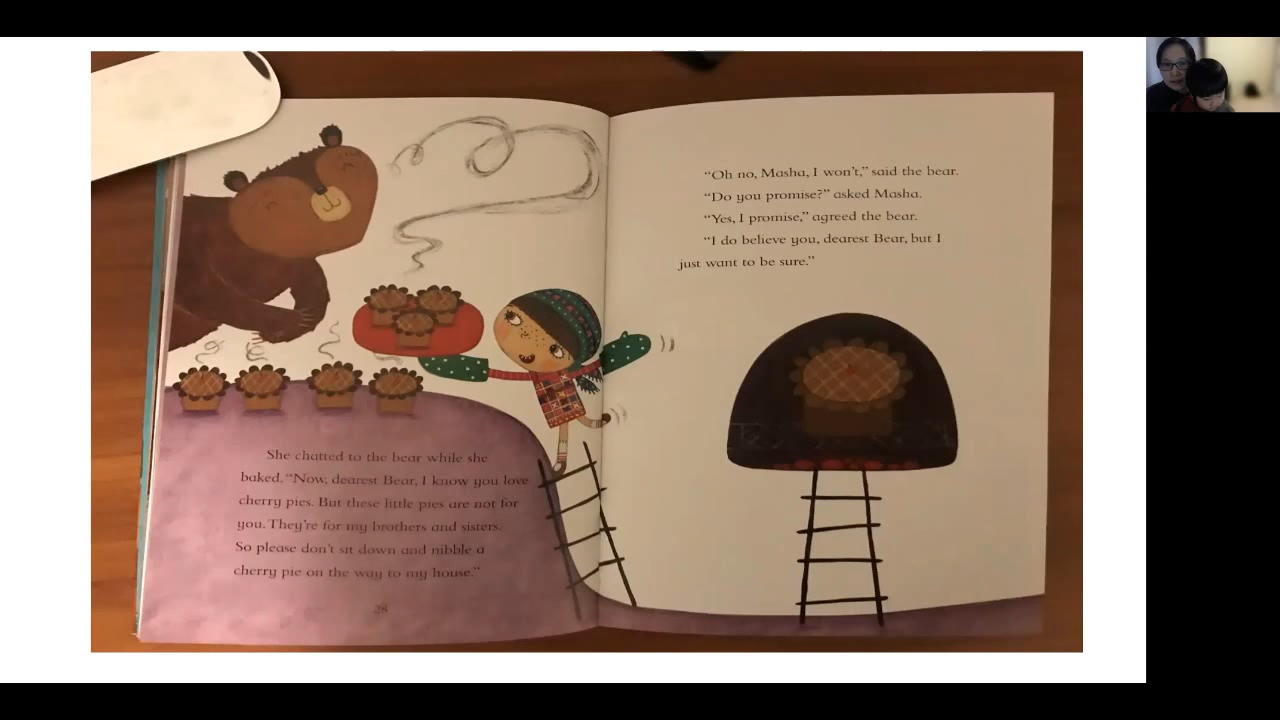 She chatted to the bear while she
baked. “Now, dearest Bear, I know you love
cherry pies. But these little pies are not for
you. They’re for my brothers and sisters.
So please don’t sit down and nibble a
cherry pie on the way to my house.”
28
“Oh no, Masha, I won’t,” said the bear.
“Do you promise?” asked Masha.
“Yes, I promise,” agreed the bear.
“I do believe you, dearest Bear, but I
just want to be sure.”